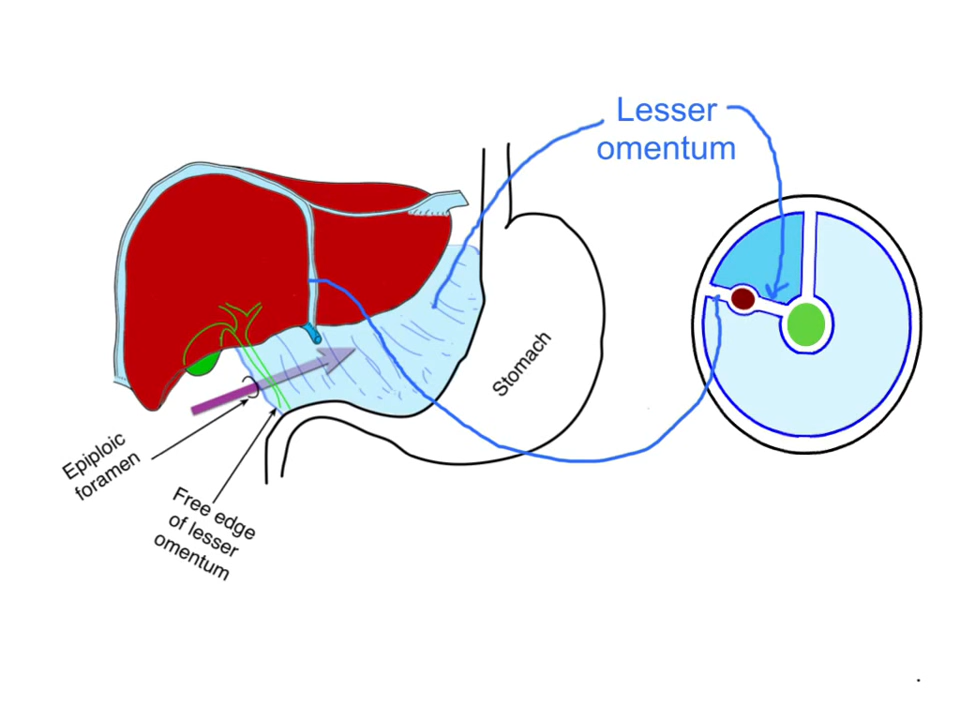 Lesser
omentum
Stomach
Epiploic
foramen
Free edge
of lesser
omentum